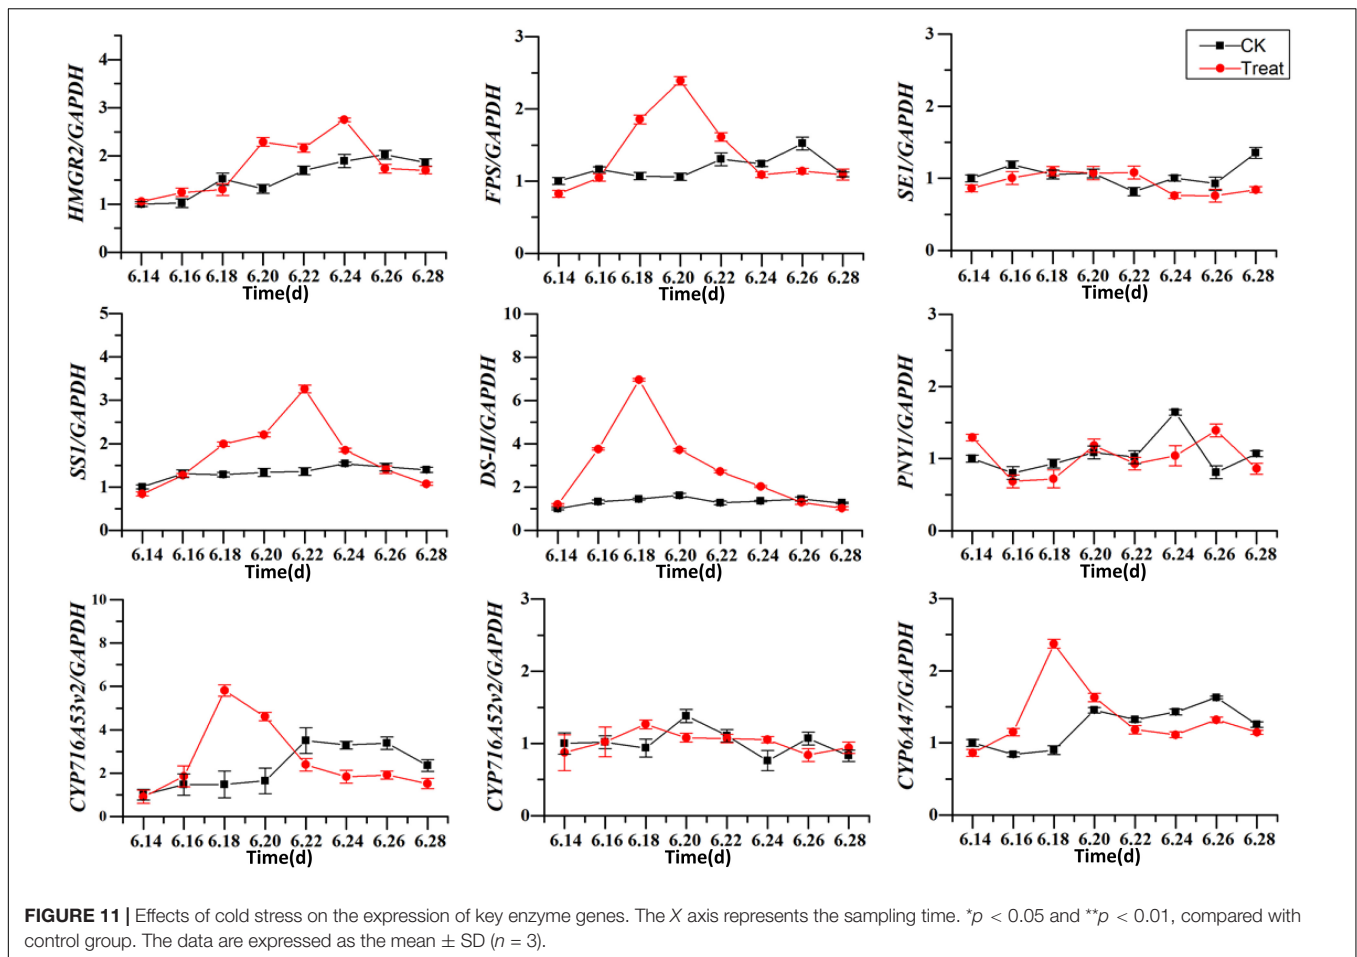 HMGR2/GAPDH
4
3
2
1
0
6.14 6.16 6.18 6.20 6.22 6.24 6.26 6.28
Time(d)
FPS/GAPDH
3
2
1
0
6.14 6.16 6.18 6.20 6.22 6.24 6.26 6.28
Time(d)
SE1/GAPDH
3
2
1
0
6.14 6.16 6.18 6.20 6.22 6.24 6.26 6.28
Time(d)
CK
Treat
SS1/GAPDH
5
4
3
2
1
0
6.14 6.16 6.18 6.20 6.22 6.24 6.26 6.28
Time(d)
DS-II/GAPDH
10
8
6
4
2
0
6.14 6.16 6.18 6.20 6.22 6.24 6.26 6.28
Time(d)
PNY1/GAPDH
3
2
1
0
6.14 6.16 6.18 6.20 6.22 6.24 6.26 6.28
Time(d)
CYP716A53v2/GAPDH
10
8
6
4
2
0
6.14 6.16 6.18 6.20 6.22 6.24 6.26 6.28
Time(d)
CYP716A52v2/GAPDH
3
2
1
0
6.14 6.16 6.18 6.20 6.22 6.24 6.26 6.28
Time(d)
CYP6A47/GAPDH
3
2
1
0
6.14 6.16 6.18 6.20 6.22 6.24 6.26 6.28
Time(d)
FIGURE 11 | Effects of cold stress on the expression of key enzyme genes. The X axis represents the sampling time. *p < 0.05 and **p < 0.01, compared with
control group. The data are expressed as the mean ± SD (n = 3).